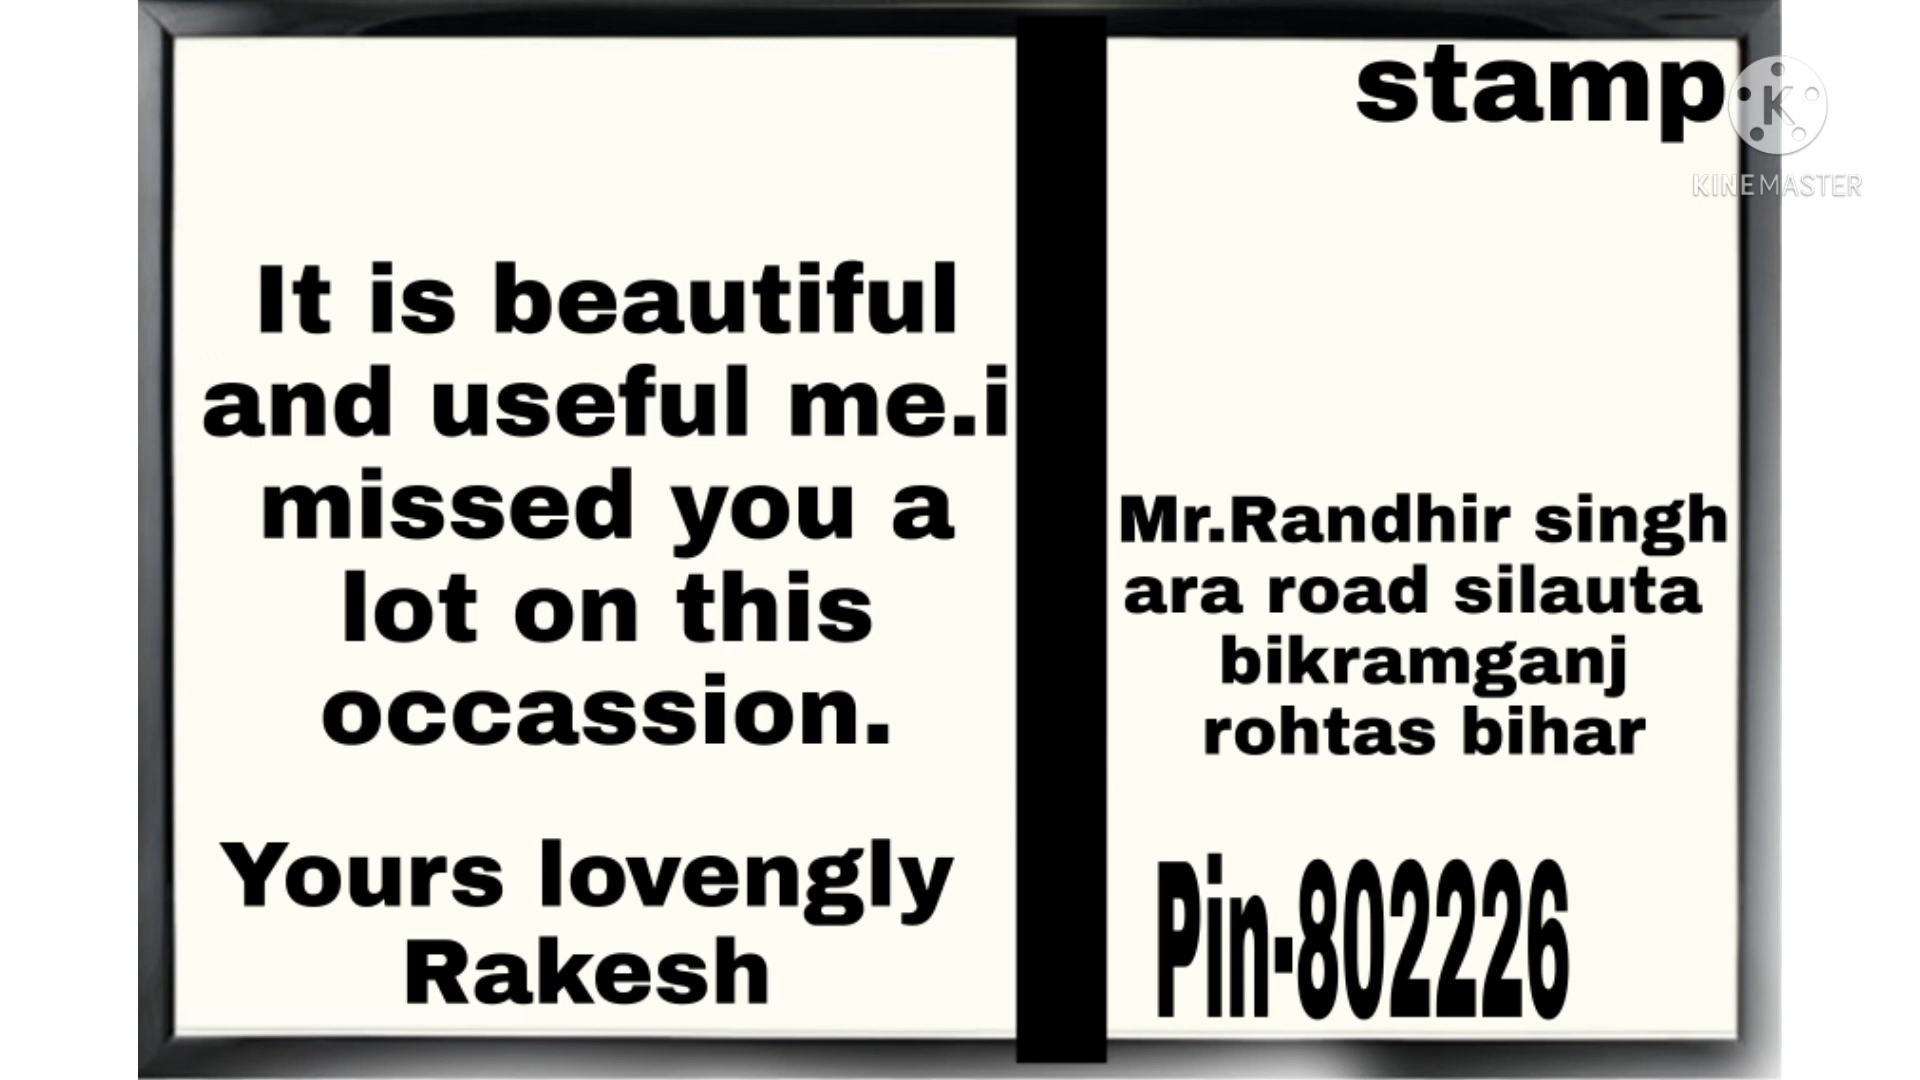 It is beautiful
and useful me.i
missed you a
lot on this
occassion.
Yours lovengly
Rakesh
stamp
Mr.Randhir singh
ara road silauta
bikramganj
rohtas bihar
Pin-802226
K
KINEMASTER